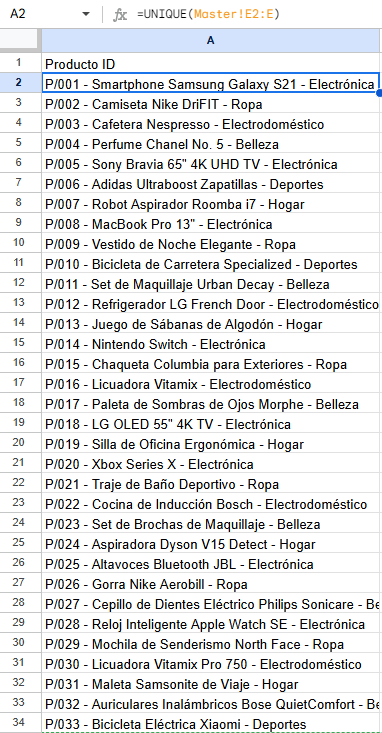 A2 fx =UNIQUE(Master!E2:E)
A
1 Producto ID
2 P/001 - Smartphone Samsung Galaxy S21 - Electrónica
3 P/002 - Camiseta Nike DriFIT - Ropa
4 P/003 - Cafetera Nespresso - Electrodoméstico
5 P/004 - Perfume Chanel No. 5 - Belleza
6 P/005 - Sony Bravia 65" 4K UHD TV - Electrónica
7 P/006 - Adidas Ultraboost Zapatillas - Deportes
8 P/007 - Robot Aspirador Roomba i7 - Hogar
9 P/008 - MacBook Pro 13" - Electrónica
10 P/009 - Vestido de Noche Elegante - Ropa
11 P/010 - Bicicleta de Carretera Specialized - Deportes
12 P/011 - Set de Maquillaje Urban Decay - Belleza
13 P/012 - Refrigerador LG French Door - Electrodoméstico
14 P/013 - Juego de Sábanas de Algodón - Hogar
15 P/014 - Nintendo Switch - Electrónica
16 P/015 - Chaqueta Columbia para Exteriores - Ropa
17 P/016 - Licuadora Vitamix - Electrodoméstico
18 P/017 - Paleta de Sombras de Ojos Morphe - Belleza
19 P/018 - LG OLED 55" 4K TV - Electrónica
20 P/019 - Silla de Oficina Ergonómica - Hogar
21 P/020 - Xbox Series X - Electrónica
22 P/021 - Traje de Baño Deportivo - Ropa
23 P/022 - Cocina de Inducción Bosch - Electrodoméstico
24 P/023 - Set de Brochas de Maquillaje - Belleza
25 P/024 - Aspiradora Dyson V15 Detect - Hogar
26 P/025 - Altavoces Bluetooth JBL - Electrónica
27 P/026 - Gorra Nike Aerobill - Ropa
28 P/027 - Cepillo de Dientes Eléctrico Philips Sonicare - Be
29 P/028 - Reloj Inteligente Apple Watch SE - Electrónica
30 P/029 - Mochila de Senderismo North Face - Ropa
31 P/030 - Licuadora Vitamix Pro 750 - Electrodoméstico
32 P/031 - Maleta Samsonite de Viaje - Hogar
33 P/032 - Auriculares Inalámbricos Bose QuietComfort - Be
34 P/033 - Bicicleta Eléctrica Xiaomi - Deportes